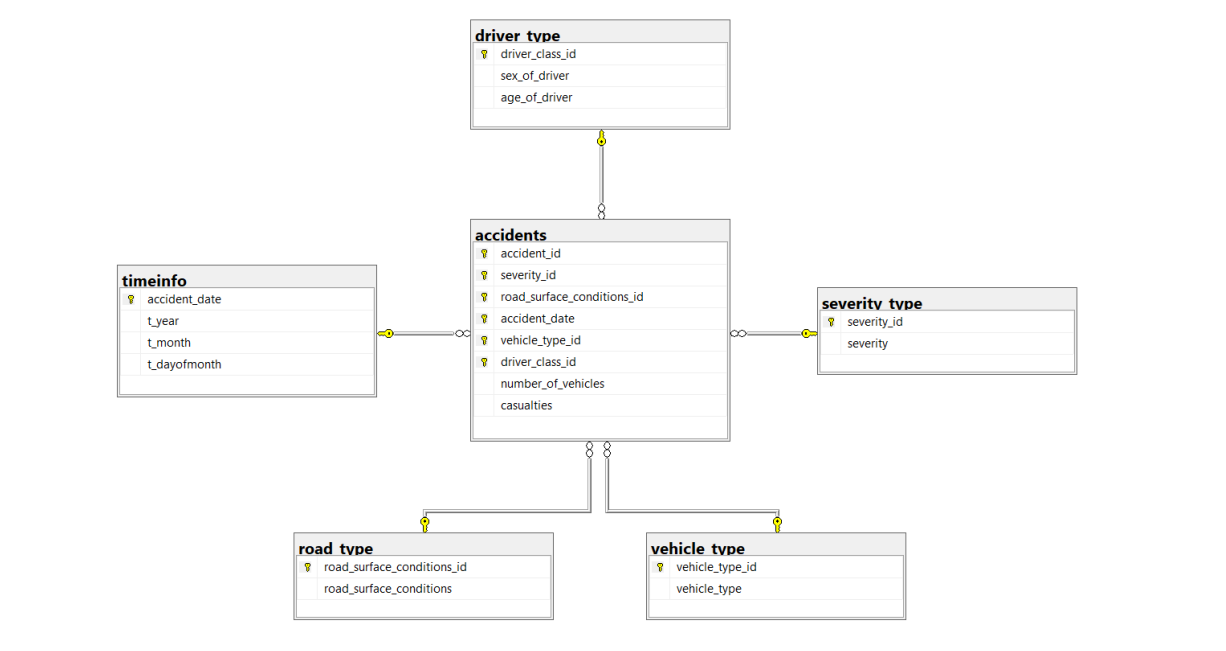 driver_type
driver_class_id
sex_of_driver
age_of_driver
accidents
accident_id
severity_id
road_surface_conditions_id
accident_date
vehicle_type_id
driver_class_id
number_of_vehicles
casualties
timeinfo
accident_date
t_year
t_month
t_dayofmonth
severity_type
severity_id
severity
road_type
road_surface_conditions_id
road_surface_conditions
vehicle_type
vehicle_type_id
vehicle_type